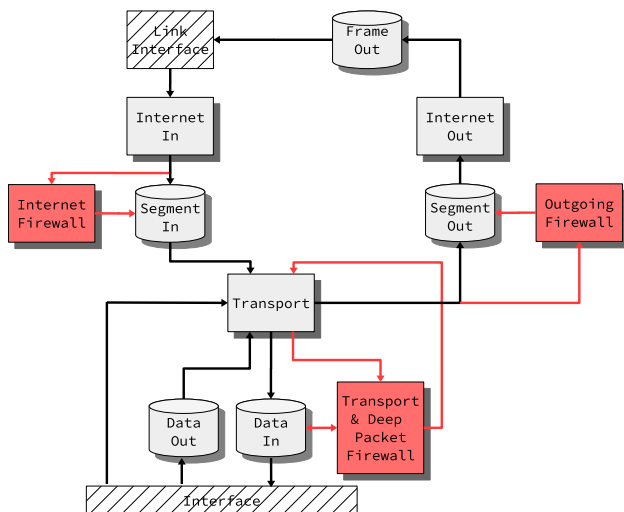 Link
Interface
Frame
Out
Internet
In
Internet
Out
Internet
Firewall
Segment
In
Segment
Out
Outgoing
Firewall
Transport
Data
Out
Data
In
Transport
& Deep
Packet
Firewall
Interface